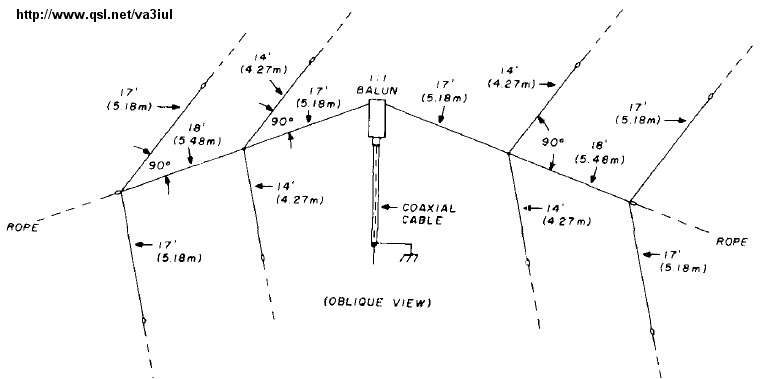 http://www.qsl.net/va3iul
14'
(4.27m)
1:1
BALUN
17'
(5.18m)
17'
(5.18m)
17'
(5.18m)
14'
(4.27m)
17'
(5.18m)
90°
18'
(5.48m)
90°
90°
18'
(5.48m)
14'
(4.27m)
COAXIAL
CABLE
14'
(4.27m)
ROPE
17'
(5.18m)
ROPE
17'
(5.18m)
(OBLIQUE VIEW)